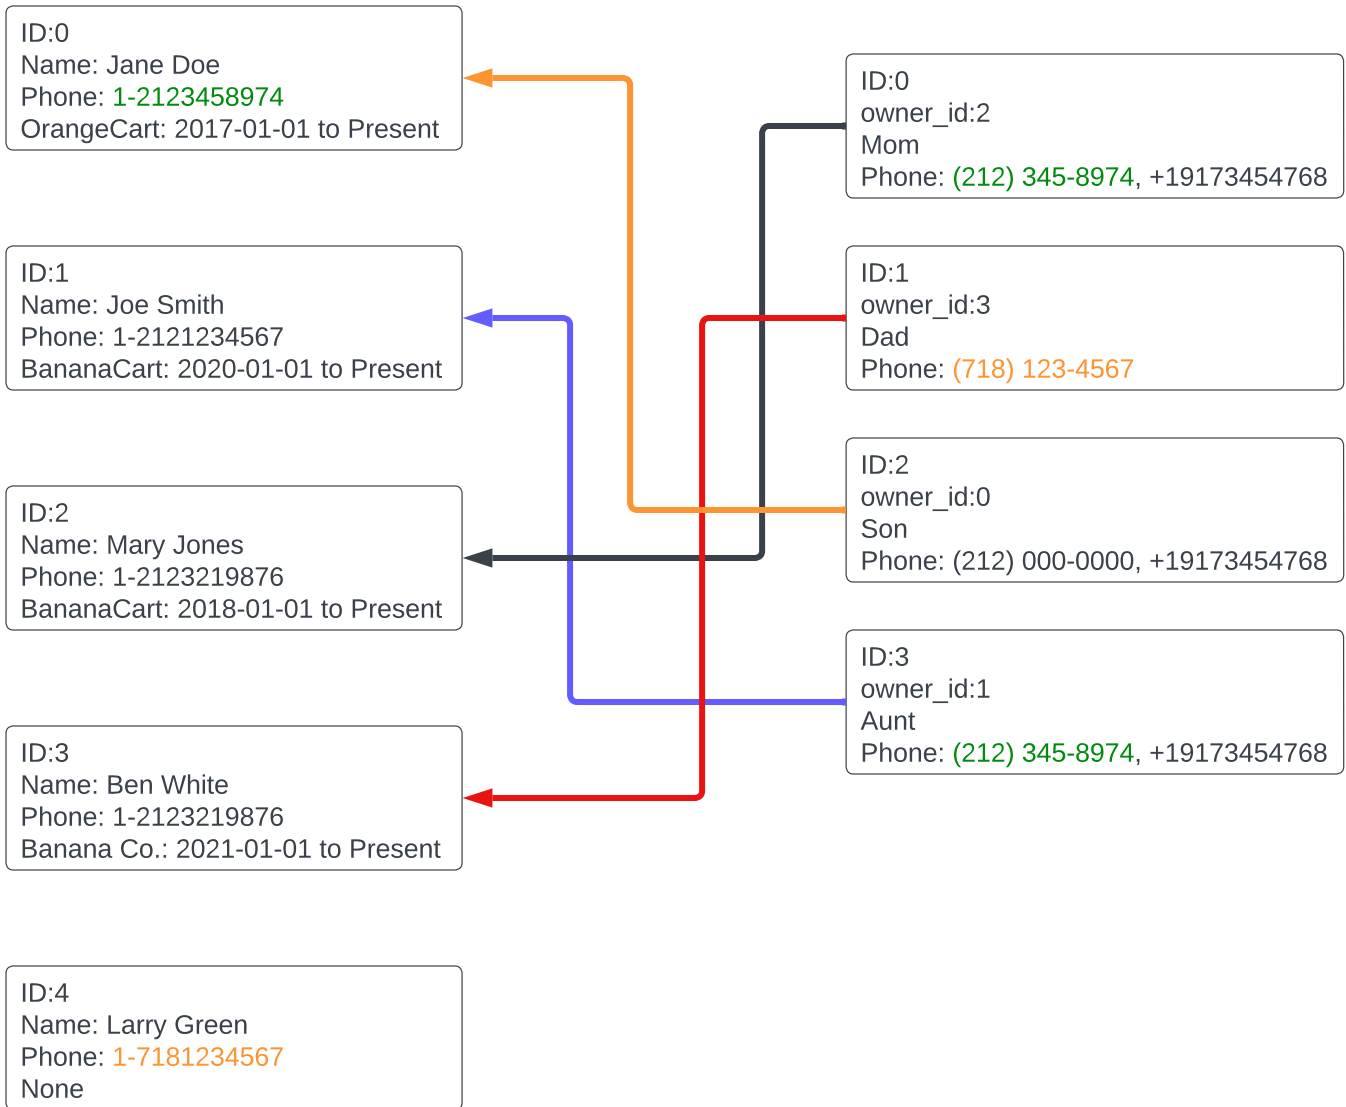 ID:0
Name: Jane Doe
Phone: 1-2123458974
OrangeCart: 2017-01-01 to Present
ID:1
Name: Joe Smith
Phone: 1-2121234567
BananaCart: 2020-01-01 to Present
ID:2
Name: Mary Jones
Phone: 1-2123219876
BananaCart: 2018-01-01 to Present
ID:3
Name: Ben White
Phone: 1-2123219876
Banana Co.: 2021-01-01 to Present
ID:4
Name: Larry Green
Phone: 1-7181234567
None
ID:0
owner_id:2
Mom
Phone: (212) 345-8974, +19173454768
ID:1
owner_id:3
Dad
Phone: (718) 123-4567
ID:2
owner_id:0
Son
Phone: (212) 000-0000, +19173454768
ID:3
owner_id:1
Aunt
Phone: (212) 345-8974, +19173454768